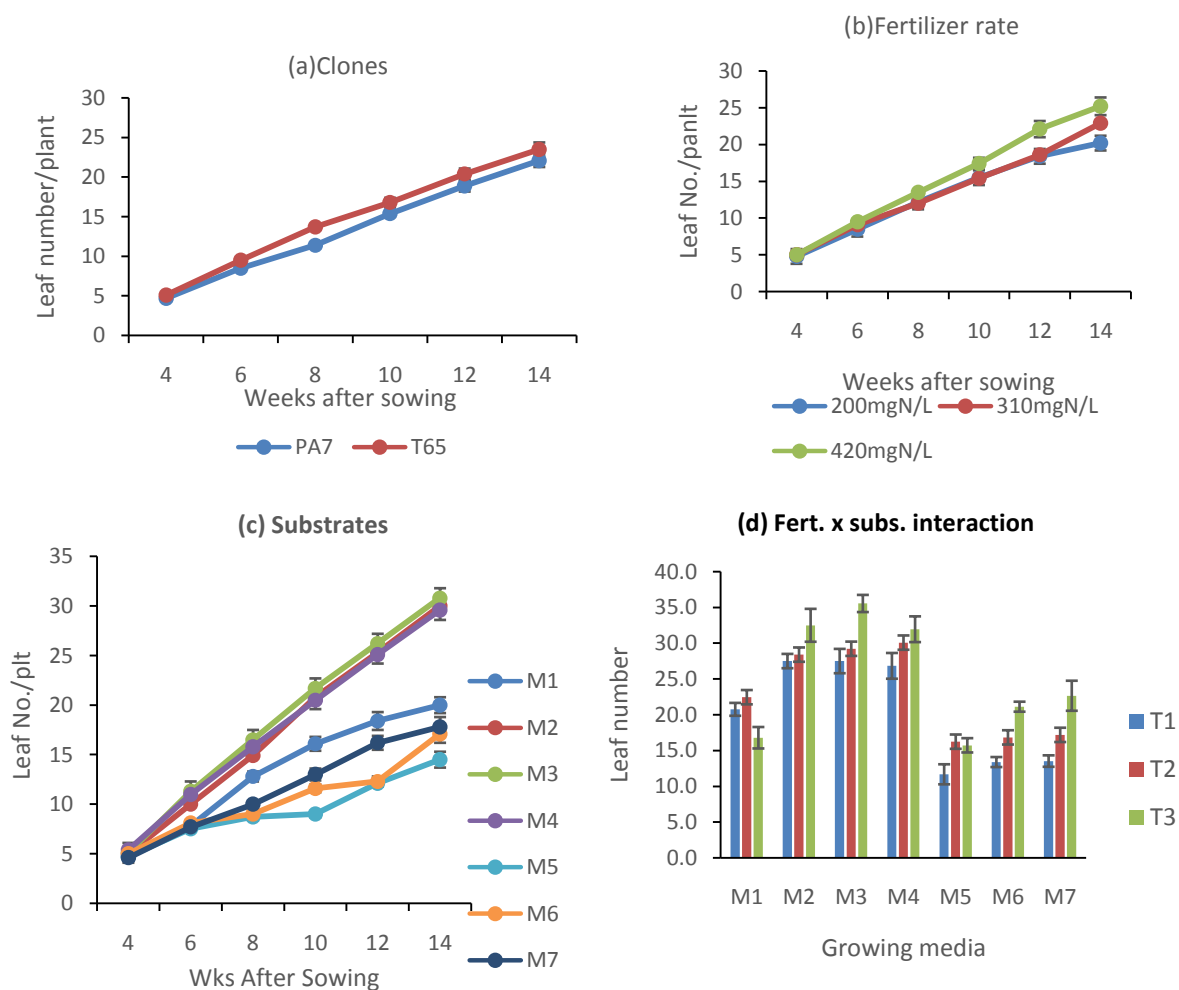 (a)Clones
30
25
20
15
10
5
0
Leaf number/plant
4 6 8 10 12 14
Weeks after sowing
PA7 T65
(b)Fertilizer rate
30
25
20
15
10
5
0
Leaf No./panlt
4 6 8 10 12 14
Weeks after sowing
200mgN/L 310mgN/L
420mgN/L
(c) Substrates
35
30
25
20
15
10
5
0
Leaf No./plt
4 6 8 10 12 14
Wks After Sowing
M1
M2
M3
M4
M5
M6
M7
(d) Fert. x subs. interaction
40.0
35.0
30.0
25.0
20.0
15.0
10.0
5.0
0.0
Leaf number
M1 M2 M3 M4 M5 M6 M7
Growing media
T1
T2
T3